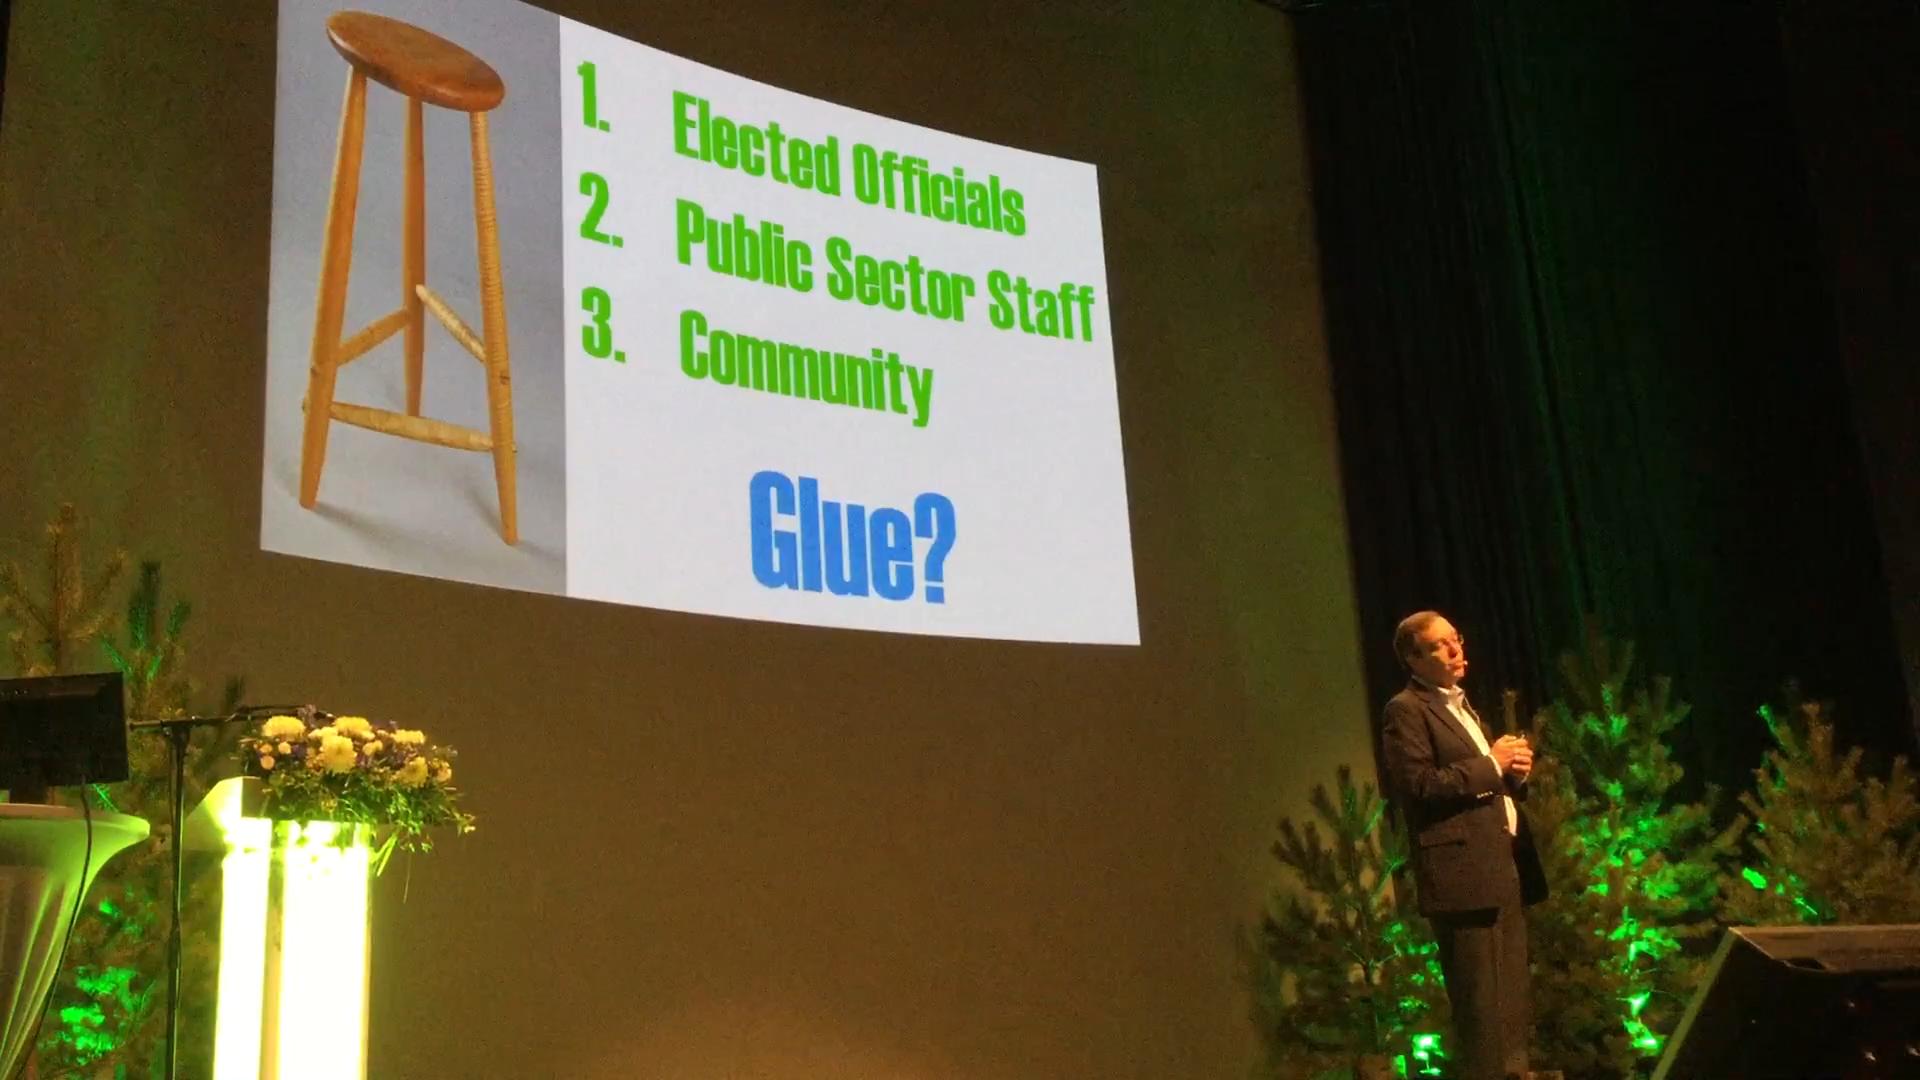 1. Elected Officials
2. Public Sector Staff
3. Community
Glue?